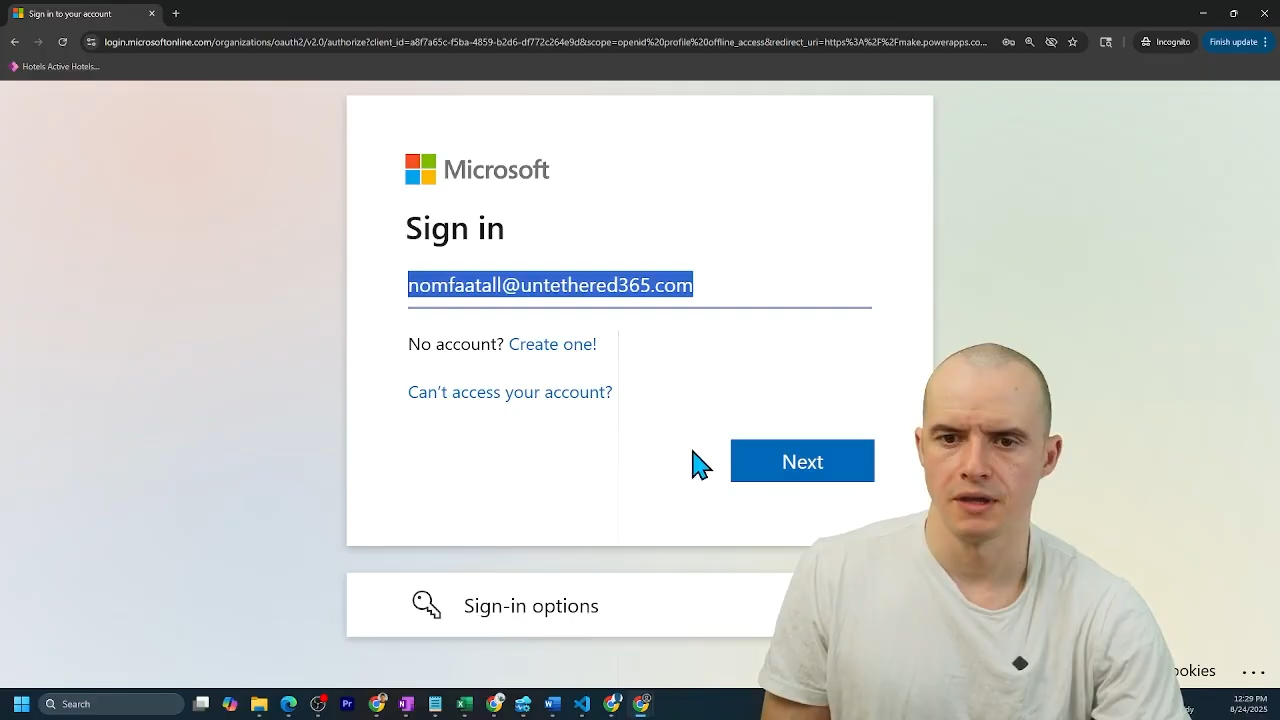 Sign in to your account
login.microsoftonline.com/organizations/oauth2/v2.0/authorize?client_id=a8f7a65c-f5ba-4859-b2d6-df772c264e9d&scope=openid%20profile%20offline_access&redirect_uri=https%3A%2F%2Fmake.powerapps.co...
Incognito
Finish update
Hotels Active Hotels...
Microsoft
Sign in
nomfaatall@untethered365.com
No account? Create one!
Can't access your account?
Next
Sign-in options
ookies
Search
12:29 PM
8/24/2025